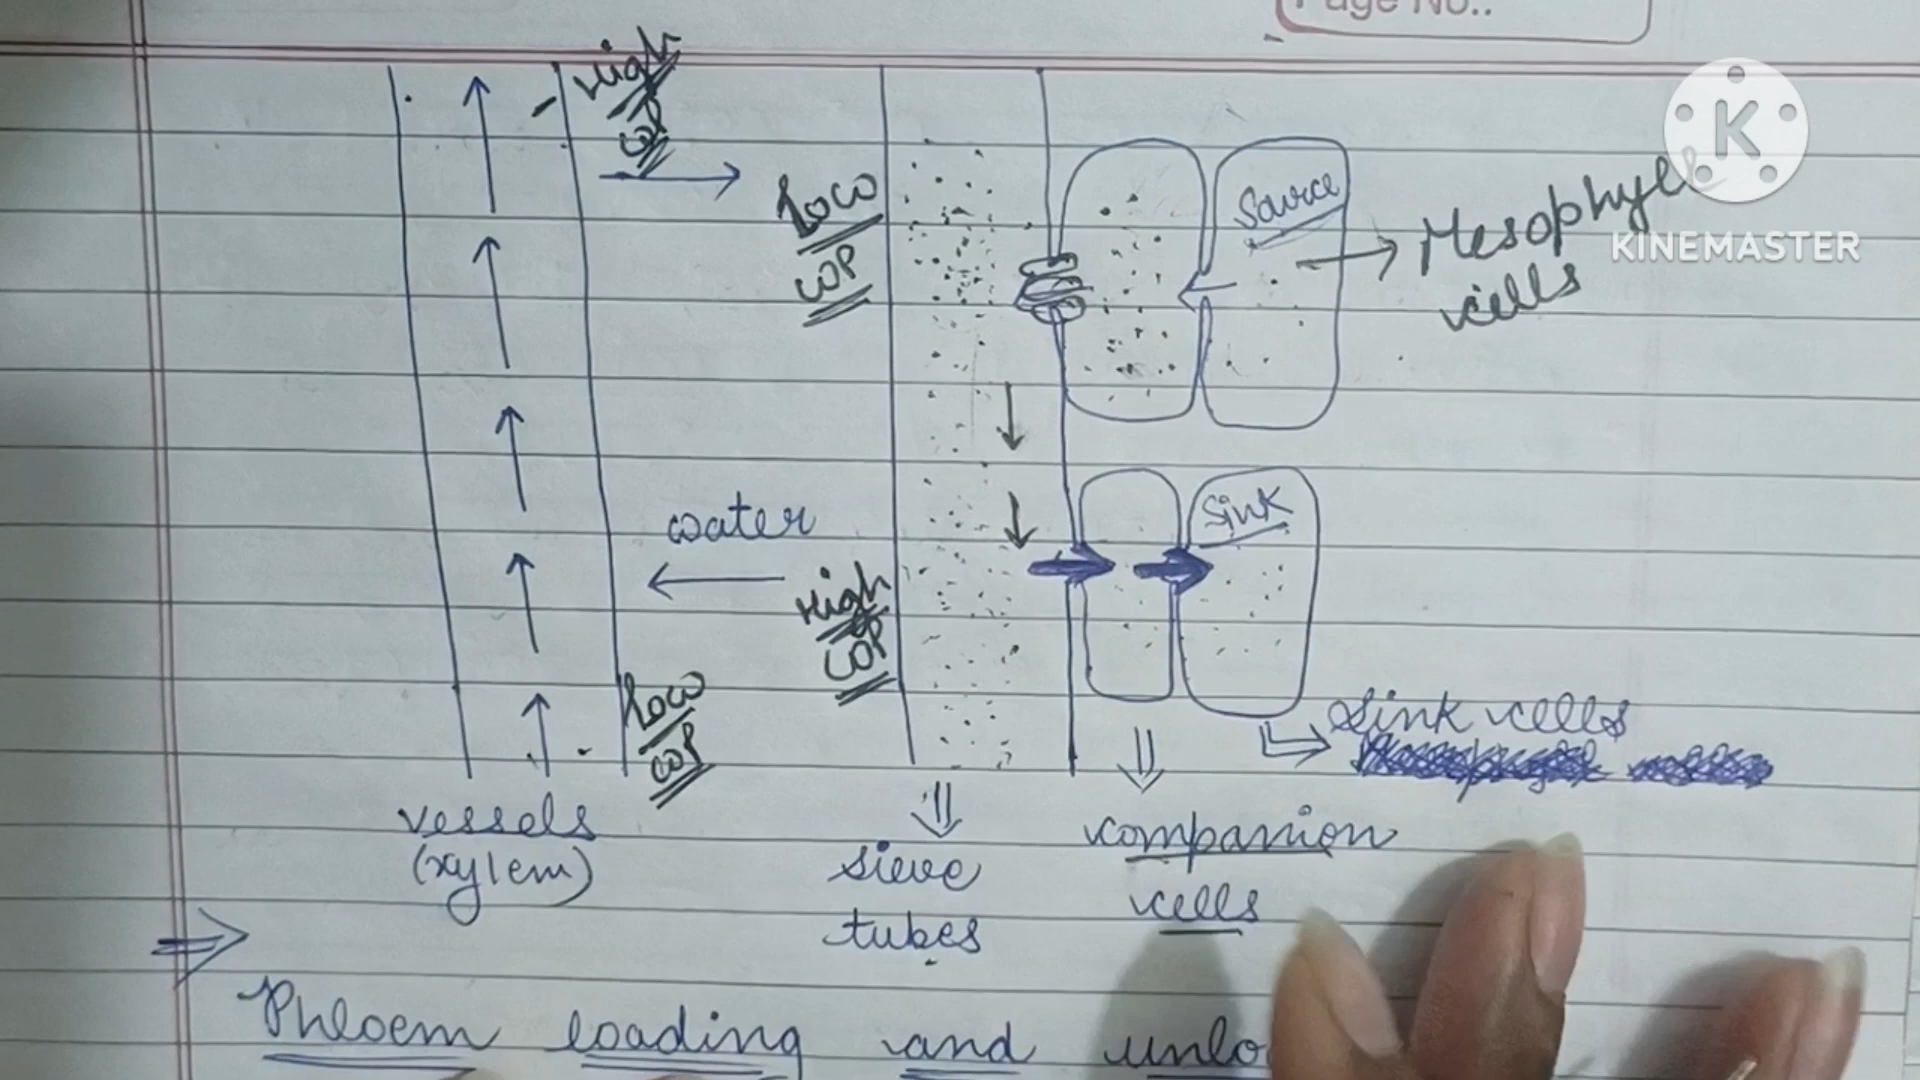 Page No..
High
WP
Low
WP
Source
Mesophyll
cells
KINEMASTER
water
High
WP
Sink
Low
WP
Sink cells
vessels
(xylem)
sieve
tubes
companion
cells
Phloem loading and unlo